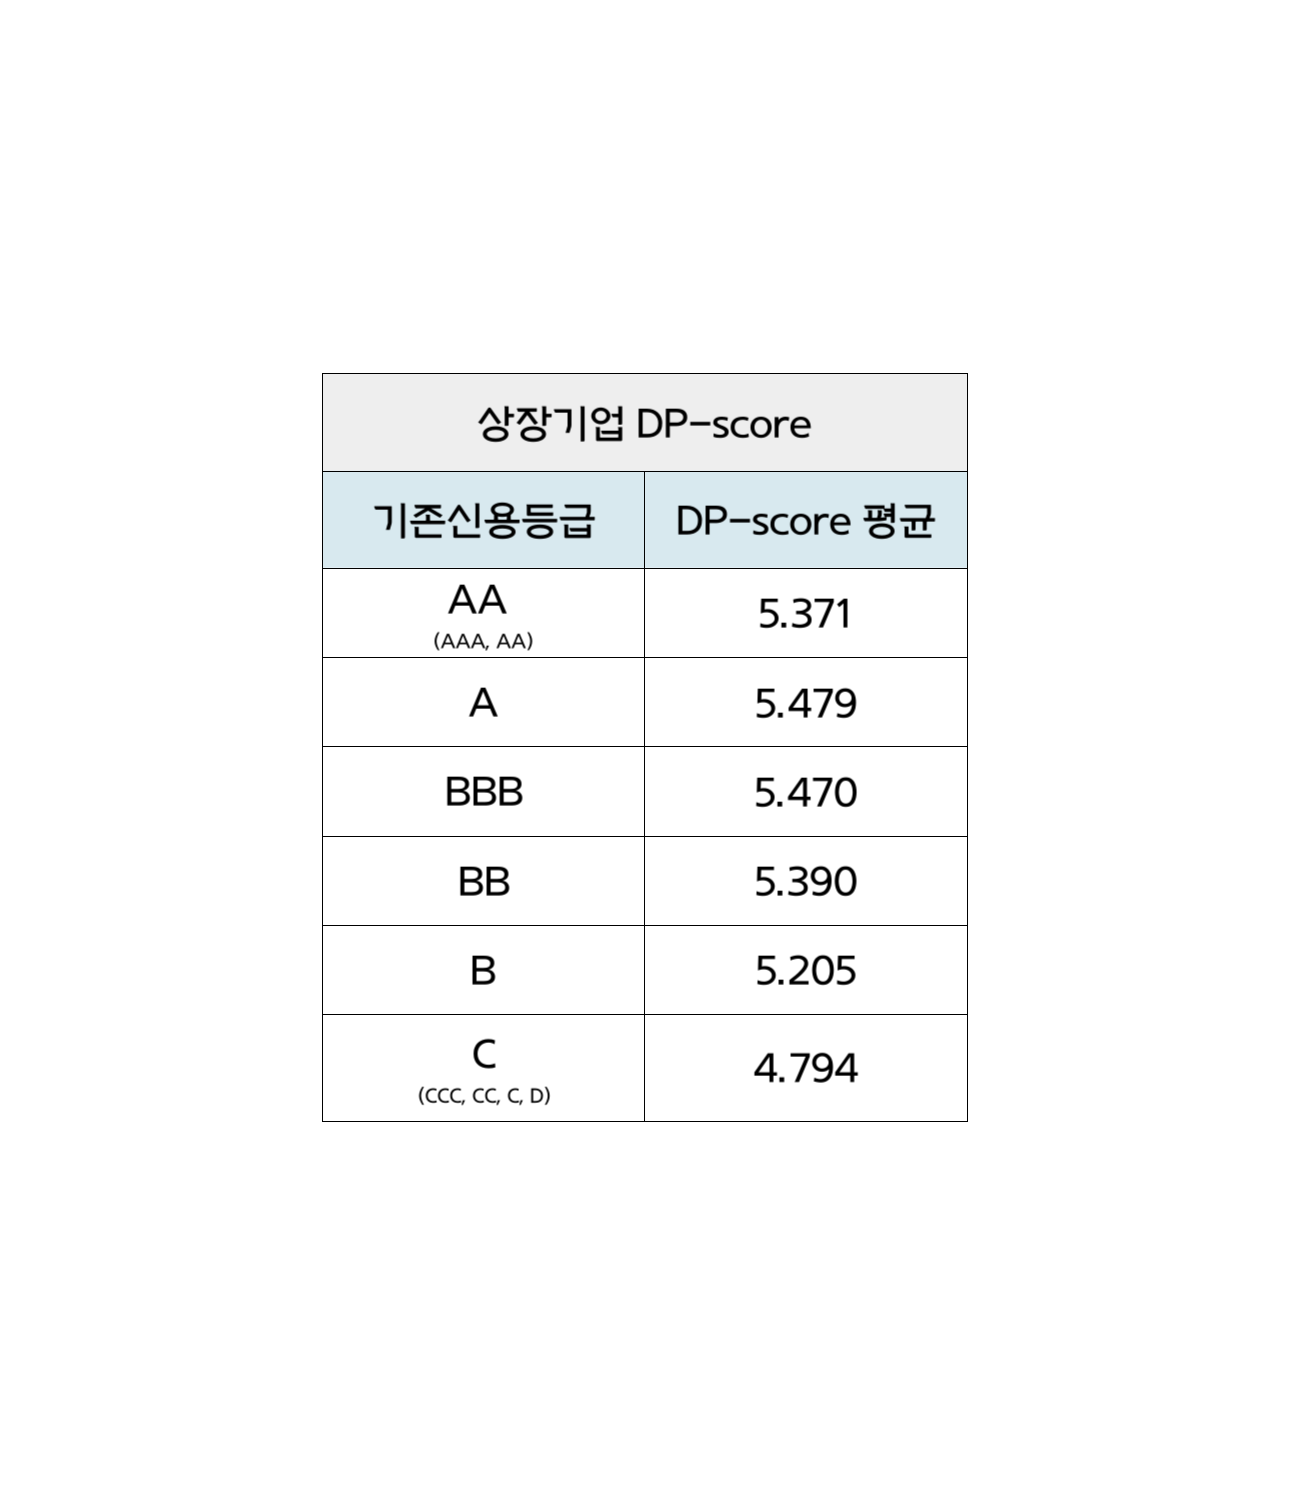 상장기업 DP-score
기존신용등급 DP-score 평균
AA
(AAA, AA)
5.371
A 5.479
BBB 5.470
BB 5.390
B 5.205
C
(CCC, CC, C, D)
4.794